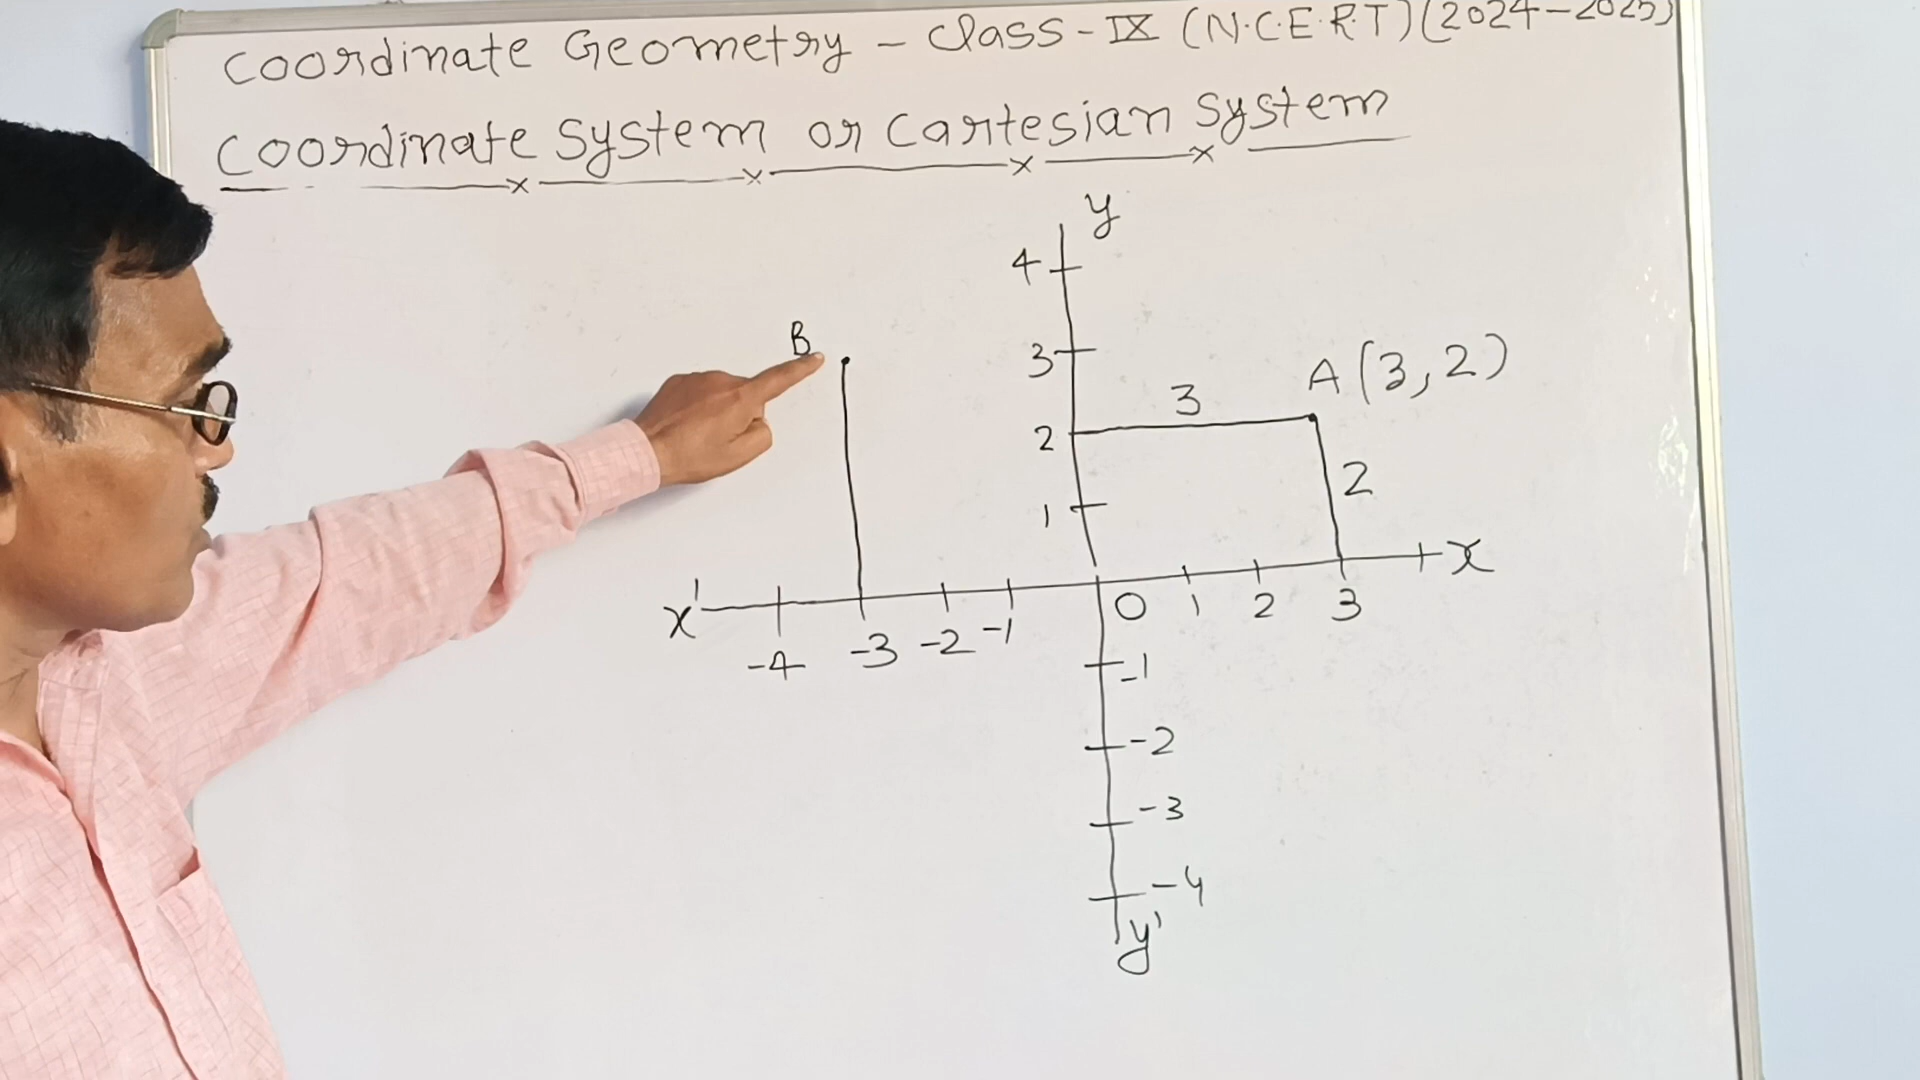 Coordinate Geometry - Class - IX (N.C.E.R.T) (2024-2025)
Coordinate System or Cartesian System
y
4
B
3
A (3, 2)
3
2
2
1
x
x'
-4 -3 -2 -1 0 1 2 3
-1
-2
-3
-4
y'